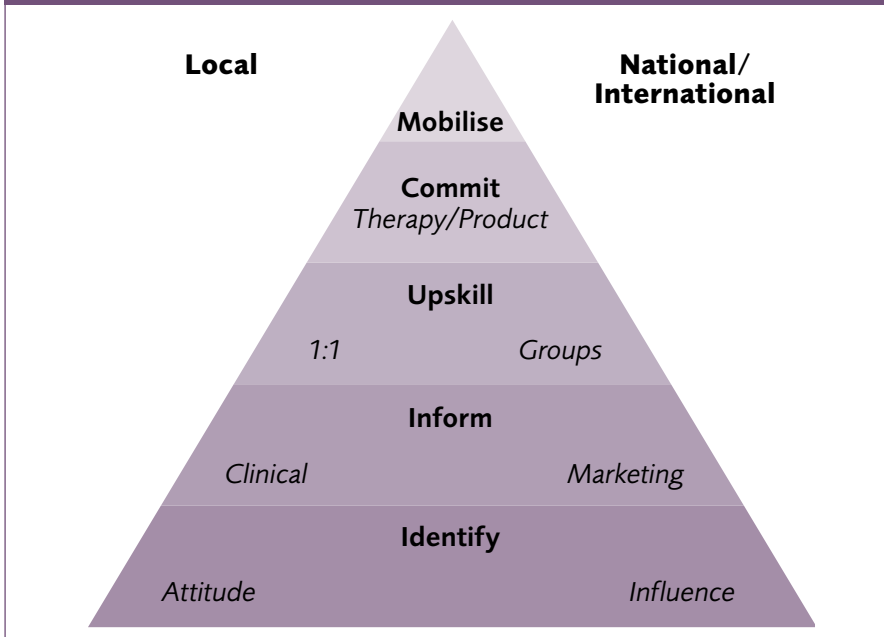 Local
National/
International
Mobilise
Commit
Therapy/Product
Upskill
1:1 Groups
Inform
Clinical Marketing
Identify
Attitude Influence